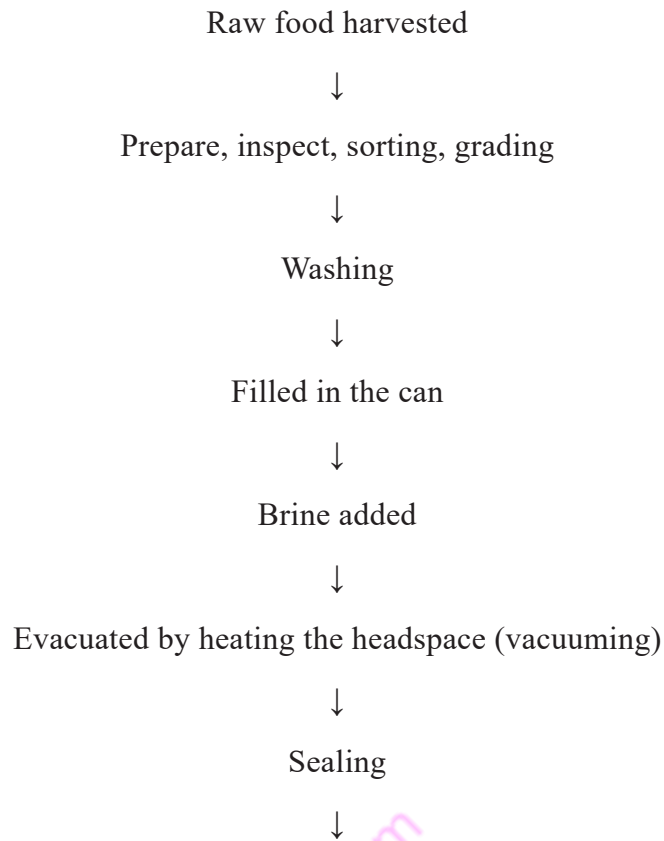 Raw food harvested
↓
Prepare, inspect, sorting, grading
↓
Washing
↓
Filled in the can
↓
Brine added
↓
Evacuated by heating the headspace (vacuuming)
↓
Sealing
↓
m